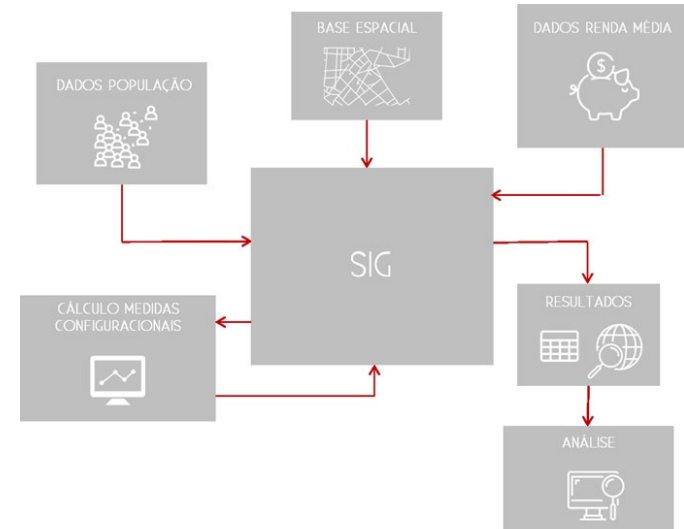 BASE ESPACIAL
DADOS RENDA MÉDIA
DADOS POPULAÇÃO
$
SIG
CÁLCULO MEDIDAS
CONFIGURACIONAIS
RESULTADOS
ANÁLISE